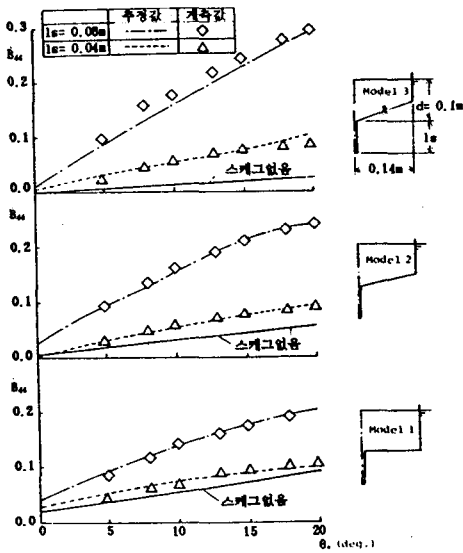 추정값 계측값
ls= 0.08m
ls= 0.04m
B₄₄
0.3
0.2
0.1
0.0
스케그없음
Model 3
d= 0.1m
ls
0.14m
0.2
0.1
0.0
스케그없음
Model 2
B₄₄
0.2
0.1
0.0
스케그없음
Model 1
0 5 10 15 20
θ. (deg.)